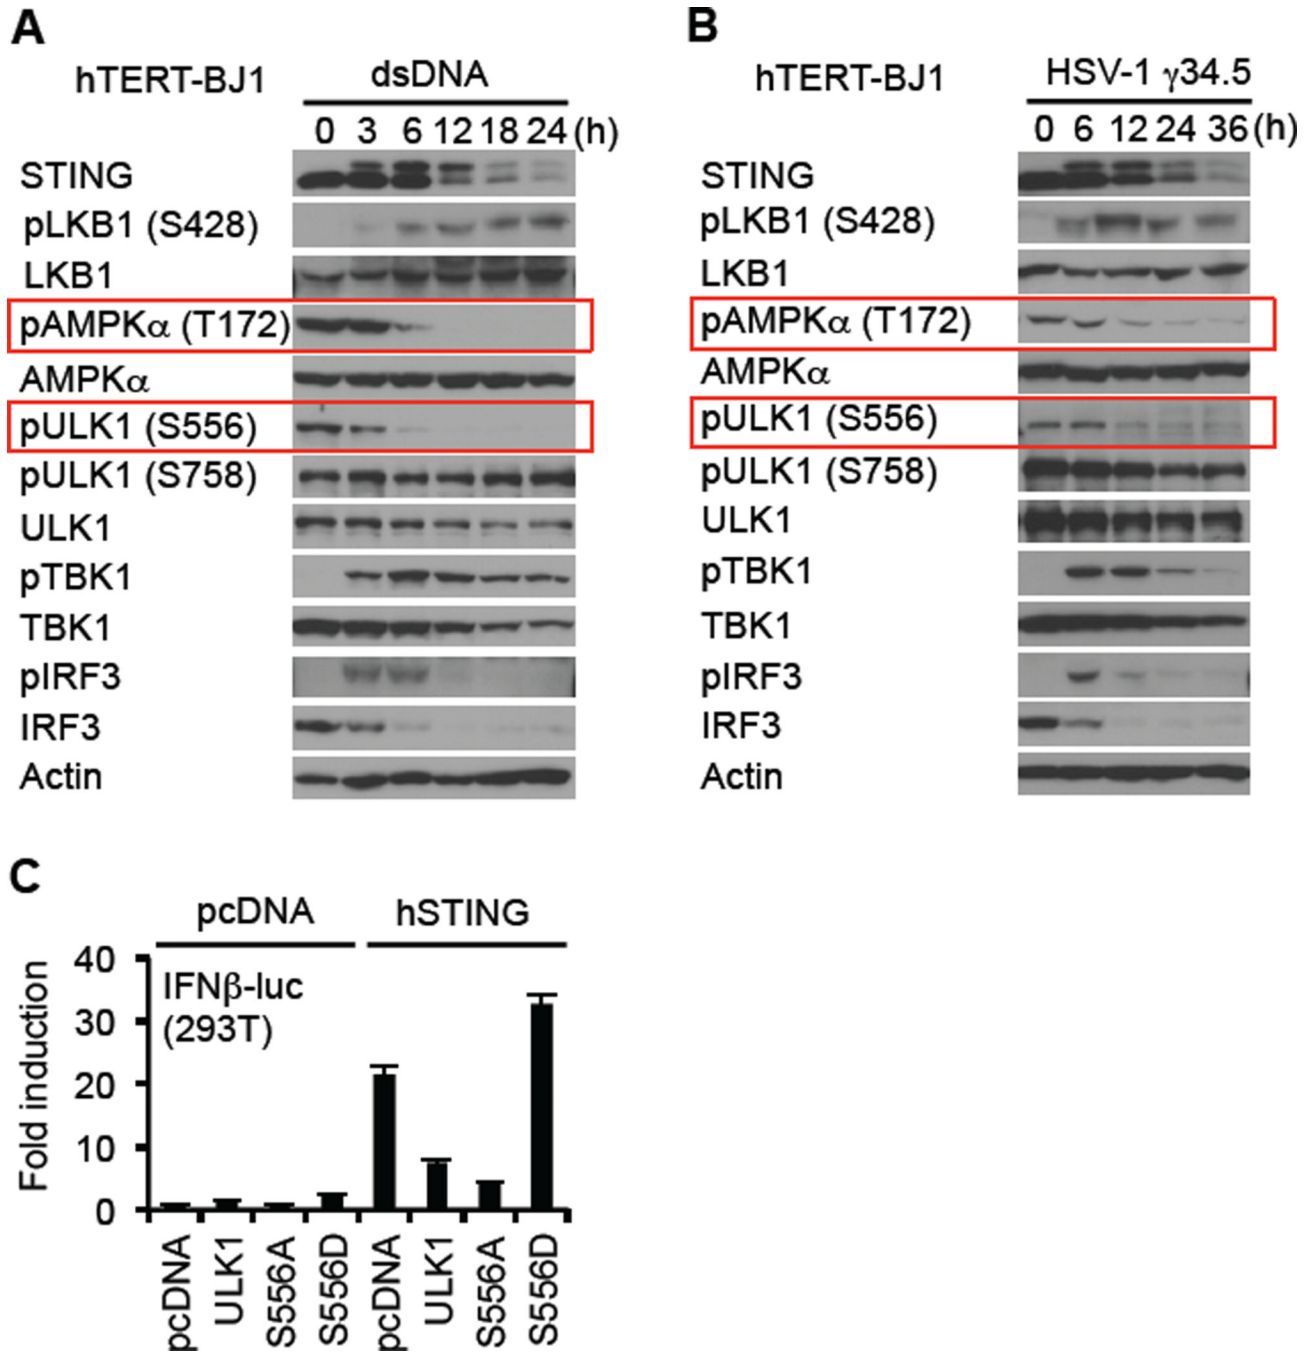 A
hTERT-BJ1
dsDNA
0 3 6 12 18 24 (h)
STING
pLKB1 (S428)
LKB1
pAMPKα (T172)
AMPKα
pULK1 (S556)
pULK1 (S758)
ULK1
pTBK1
TBK1
pIRF3
IRF3
Actin
B
hTERT-BJ1
HSV-1 γ34.5
0 6 12 24 36 (h)
STING
pLKB1 (S428)
LKB1
pAMPKα (T172)
AMPKα
pULK1 (S556)
pULK1 (S758)
ULK1
pTBK1
TBK1
pIRF3
IRF3
Actin
C
pcDNA hSTING
IFNβ-luc
(293T)
Fold induction
40
30
20
10
0
pcDNA
ULK1
S556A
S556D
pcDNA
ULK1
S556A
S556D